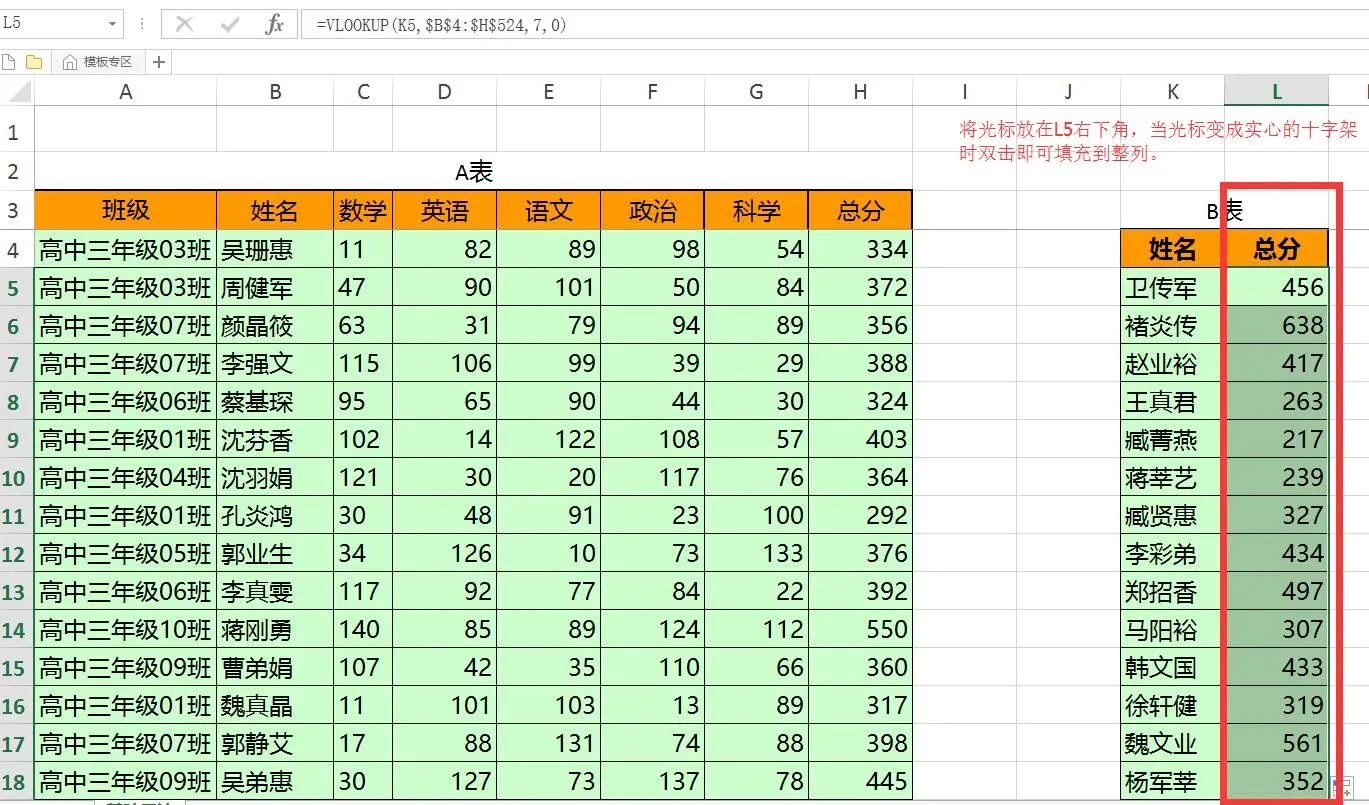 L5 fx =VLOOKUP(K5,$B$4:$H$524,7,0)
模板专区
A B C D E F G H I J K L
1
将光标放在L5右下角，当光标变成实心的十字架
时双击即可填充到整列。
2 A表
3 班级 姓名 数学 英语 语文 政治 科学 总分 B表
4 高中三年级03班 吴珊惠 11 82 89 98 54 334 姓名 总分
5 高中三年级03班 周健军 47 90 101 50 84 372 卫传军 456
6 高中三年级07班 颜晶筱 63 31 79 94 89 356 褚炎传 638
7 高中三年级07班 李强文 115 106 99 39 29 388 赵业裕 417
8 高中三年级06班 蔡基琛 95 65 90 44 30 324 王真君 263
9 高中三年级01班 沈芬香 102 14 122 108 57 403 臧菁燕 217
10 高中三年级04班 沈羽娟 121 30 20 117 76 364 蒋莘艺 239
11 高中三年级01班 孔炎鸿 30 48 91 23 100 292 臧贤惠 327
12 高中三年级05班 郭业生 34 126 10 73 133 376 李彩弟 434
13 高中三年级06班 李真雯 117 92 77 84 22 392 郑招香 497
14 高中三年级10班 蒋刚勇 140 85 89 124 112 550 马阳裕 307
15 高中三年级09班 曹弟娟 107 42 35 110 66 360 韩文国 433
16 高中三年级01班 魏真晶 11 101 103 13 89 317 徐轩健 319
17 高中三年级07班 郭静艾 17 88 131 74 88 398 魏文业 561
18 高中三年级09班 吴弟惠 30 127 73 137 78 445 杨军莘 352